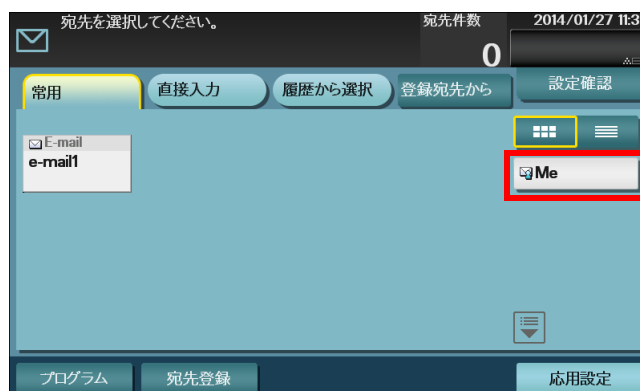 宛先を選択してください。
宛先件数
2014/01/27 11:3
0
常用
直接入力
履歴から選択
登録宛先から
設定確認
E-mail
e-mail1
Me
プログラム
宛先登録
応用設定